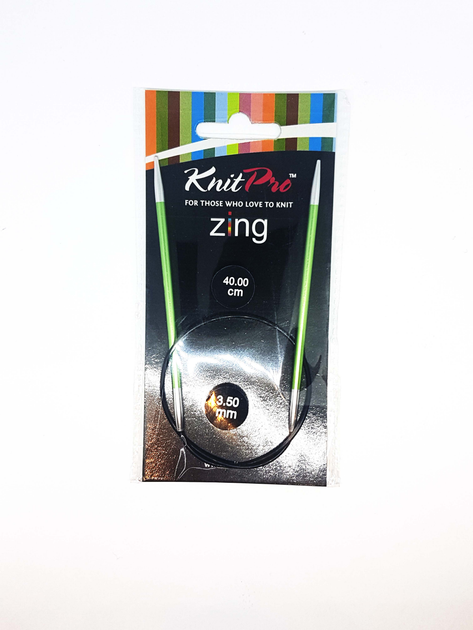 KnitPro™
FOR THOSE WHO LOVE TO KNIT
zing
40.00
cm
3.50
mm